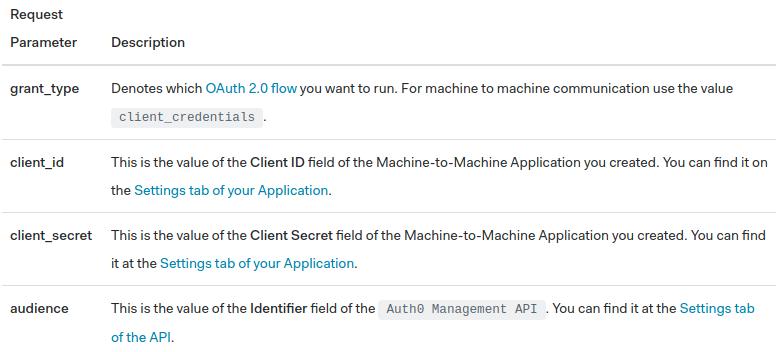 Request
Parameter Description
grant_type Denotes which OAuth 2.0 flow you want to run. For machine to machine communication use the value
client_credentials .
client_id This is the value of the Client ID field of the Machine-to-Machine Application you created. You can find it on
the Settings tab of your Application.
client_secret This is the value of the Client Secret field of the Machine-to-Machine Application you created. You can find
it at the Settings tab of your Application.
audience This is the value of the Identifier field of the Auth0 Management API . You can find it at the Settings tab
of the API.